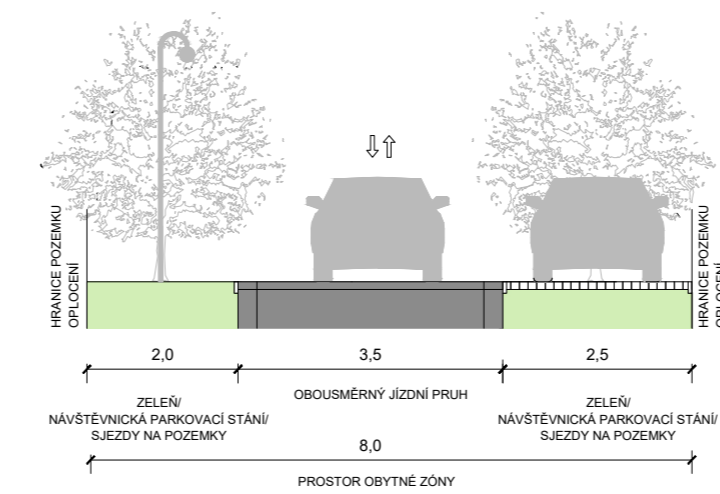 HRANICE POZEMKU
OPLOCENÍ
HRANICE POZEMKU
OPLOCENÍ
2,0
3,5
2,5
ZELEŇ/
NÁVŠTĚVNICKÁ PARKOVACÍ STÁNÍ/
SJEZDY NA POZEMKY
OBOUSMĚRNÝ JÍZDNÍ PRUH
ZELEŇ/
NÁVŠTĚVNICKÁ PARKOVACÍ STÁNÍ/
SJEZDY NA POZEMKY
8,0
PROSTOR OBYTNÉ ZÓNY